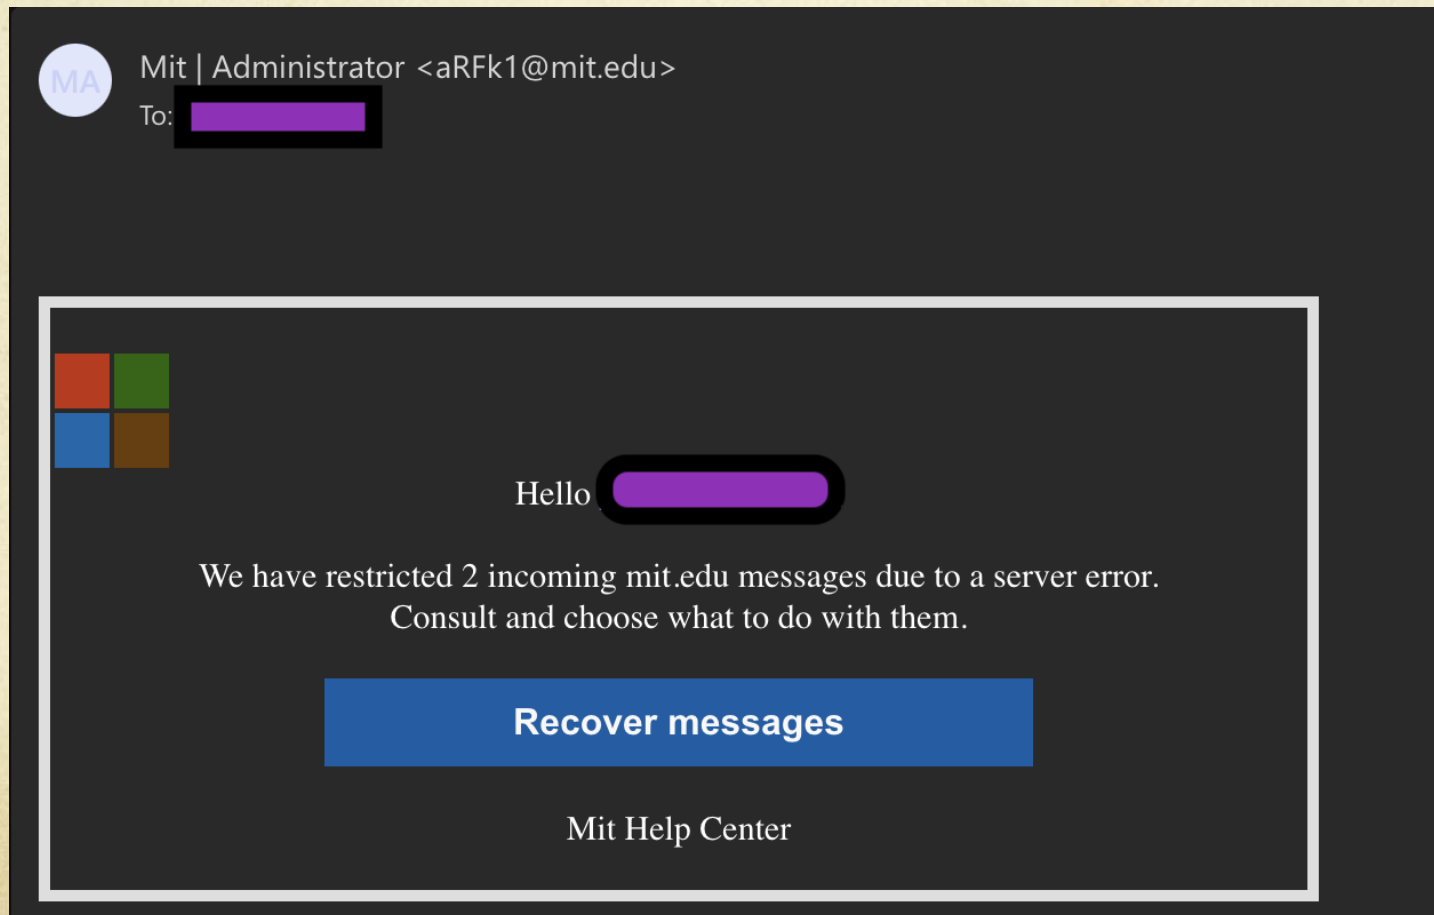 MA
Mit | Administrator <aRFk1@mit.edu>
To:
Hello
We have restricted 2 incoming mit.edu messages due to a server error.
Consult and choose what to do with them.
Recover messages
Mit Help Center